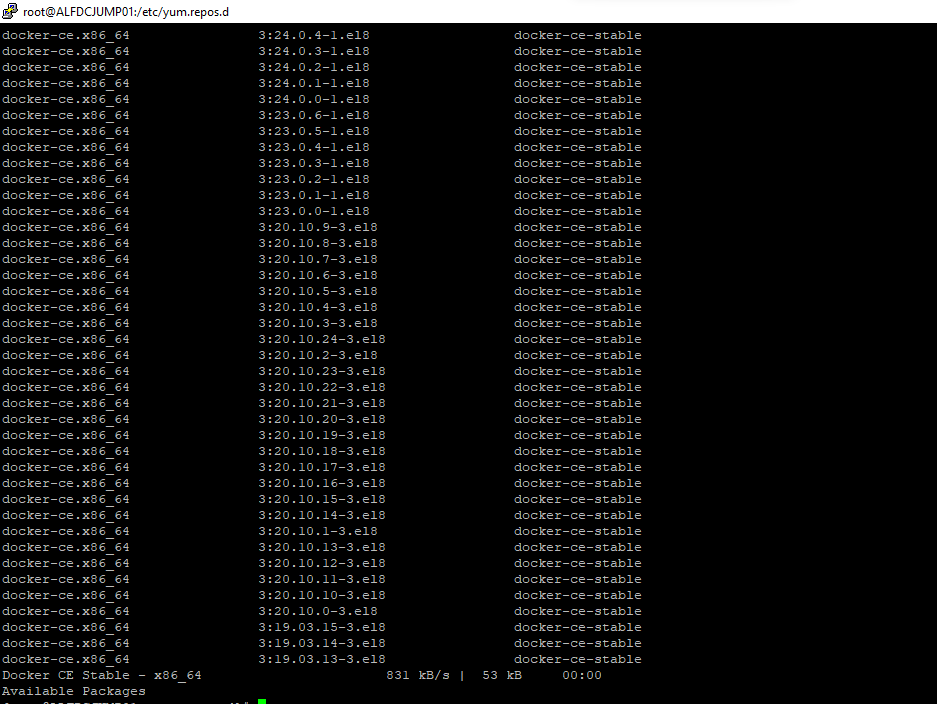 root@ALFDCJUMP01:/etc/yum.repos.d
docker-ce.x86_64 3:24.0.4-1.el8 docker-ce-stable
docker-ce.x86_64 3:24.0.3-1.el8 docker-ce-stable
docker-ce.x86_64 3:24.0.2-1.el8 docker-ce-stable
docker-ce.x86_64 3:24.0.1-1.el8 docker-ce-stable
docker-ce.x86_64 3:24.0.0-1.el8 docker-ce-stable
docker-ce.x86_64 3:23.0.6-1.el8 docker-ce-stable
docker-ce.x86_64 3:23.0.5-1.el8 docker-ce-stable
docker-ce.x86_64 3:23.0.4-1.el8 docker-ce-stable
docker-ce.x86_64 3:23.0.3-1.el8 docker-ce-stable
docker-ce.x86_64 3:23.0.2-1.el8 docker-ce-stable
docker-ce.x86_64 3:23.0.1-1.el8 docker-ce-stable
docker-ce.x86_64 3:23.0.0-1.el8 docker-ce-stable
docker-ce.x86_64 3:20.10.9-3.el8 docker-ce-stable
docker-ce.x86_64 3:20.10.8-3.el8 docker-ce-stable
docker-ce.x86_64 3:20.10.7-3.el8 docker-ce-stable
docker-ce.x86_64 3:20.10.6-3.el8 docker-ce-stable
docker-ce.x86_64 3:20.10.5-3.el8 docker-ce-stable
docker-ce.x86_64 3:20.10.4-3.el8 docker-ce-stable
docker-ce.x86_64 3:20.10.3-3.el8 docker-ce-stable
docker-ce.x86_64 3:20.10.24-3.el8 docker-ce-stable
docker-ce.x86_64 3:20.10.2-3.el8 docker-ce-stable
docker-ce.x86_64 3:20.10.23-3.el8 docker-ce-stable
docker-ce.x86_64 3:20.10.22-3.el8 docker-ce-stable
docker-ce.x86_64 3:20.10.21-3.el8 docker-ce-stable
docker-ce.x86_64 3:20.10.20-3.el8 docker-ce-stable
docker-ce.x86_64 3:20.10.19-3.el8 docker-ce-stable
docker-ce.x86_64 3:20.10.18-3.el8 docker-ce-stable
docker-ce.x86_64 3:20.10.17-3.el8 docker-ce-stable
docker-ce.x86_64 3:20.10.16-3.el8 docker-ce-stable
docker-ce.x86_64 3:20.10.15-3.el8 docker-ce-stable
docker-ce.x86_64 3:20.10.14-3.el8 docker-ce-stable
docker-ce.x86_64 3:20.10.1-3.el8 docker-ce-stable
docker-ce.x86_64 3:20.10.13-3.el8 docker-ce-stable
docker-ce.x86_64 3:20.10.12-3.el8 docker-ce-stable
docker-ce.x86_64 3:20.10.11-3.el8 docker-ce-stable
docker-ce.x86_64 3:20.10.10-3.el8 docker-ce-stable
docker-ce.x86_64 3:20.10.0-3.el8 docker-ce-stable
docker-ce.x86_64 3:19.03.15-3.el8 docker-ce-stable
docker-ce.x86_64 3:19.03.14-3.el8 docker-ce-stable
docker-ce.x86_64 3:19.03.13-3.el8 docker-ce-stable
Docker CE Stable - x86_64 831 kB/s | 53 kB 00:00
Available Packages